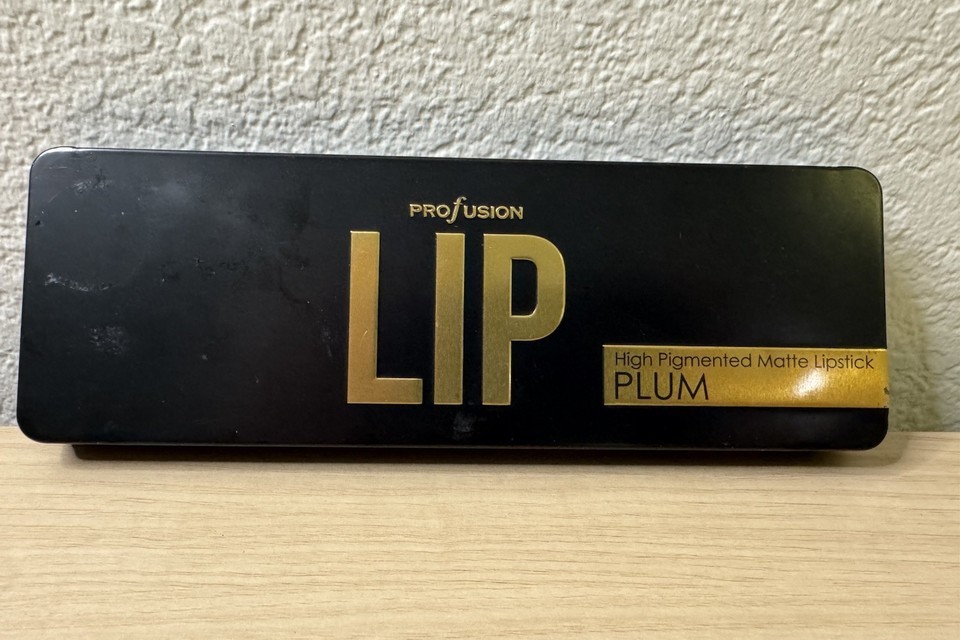 PROfUSION
LIP
High Pigmented Matte Lipstick
PLUM